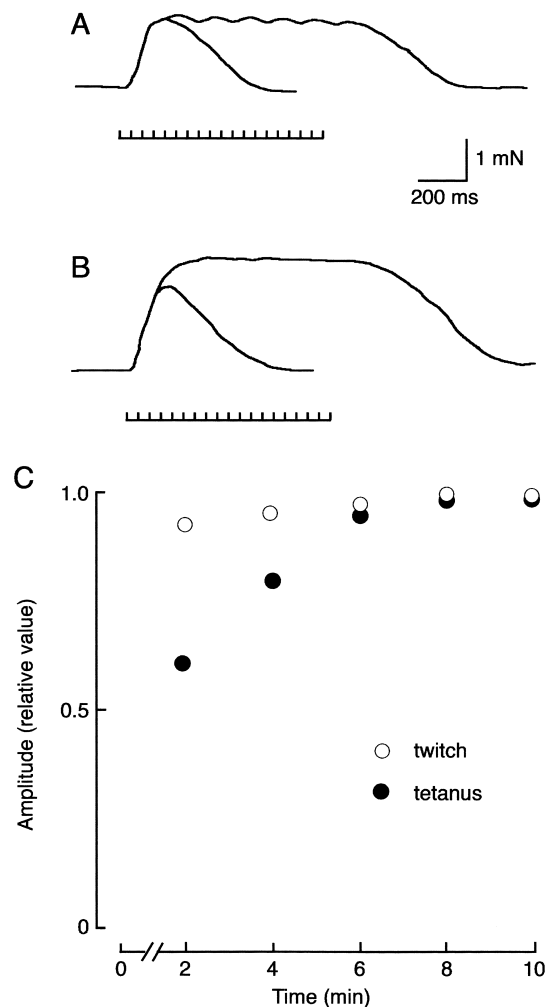 A
1 mN
200 ms
B
C
1.0
0.5
0
Amplitude (relative value)
twitch
tetanus
0 2 4 6 8 10
Time (min)